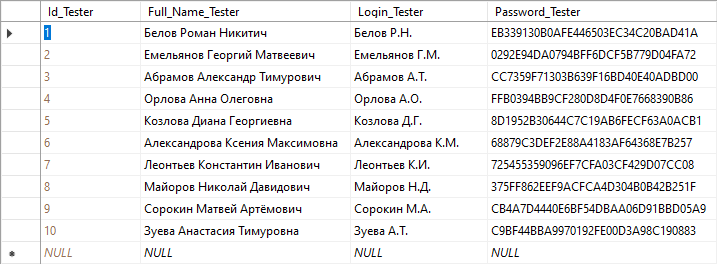 Id_Tester Full_Name_Tester Login_Tester Password_Tester
1 Белов Роман Никитич Белов Р.Н. EB339130B0AFE446503EC34C20BAD41A
2 Емельянов Георгий Матвеевич Емельянов Г.М. 0292E94DA0794BFF6DCF5B779D04FA72
3 Абрамов Александр Тимурович Абрамов А.Т. CC7359F71303B639F16BD40E40ADBD00
4 Орлова Анна Олеговна Орлова А.О. FFB0394BB9CF280D8D4F0E7668390B86
5 Козлова Диана Георгиевна Козлова Д.Г. 8D1952B30644C7C19AB6FECF63A0ACB1
6 Александрова Ксения Максимовна Александрова К.М. 68879C3DEF2E88A4183AF64368E7B257
7 Леонтьев Константин Иванович Леонтьев К.И. 725455359096EF7CFA03CF429D07CC08
8 Майоров Николай Давидович Майоров Н.Д. 375FF862EEF9ACFCA4D304B0B42B251F
9 Сорокин Матвей Артёмович Сорокин М.А. CB4A7D4440E6BF54DBAA06D91BBD05A9
10 Зуева Анастасия Тимуровна Зуева А.Т. C9BF44BBA9970192FE00D3A98C190883
NULL NULL NULL NULL